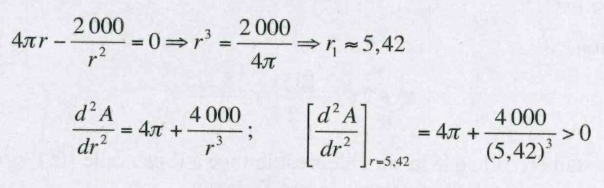 4πr − 2 000/r² = 0 ⇒ r³ = 2 000/4π ⇒ r₁ ≈ 5,42
d²A/dr² = 4π + 4 000/r³ ; [d²A/dr²]r=5,42 = 4π + 4 000/(5,42)³ > 0